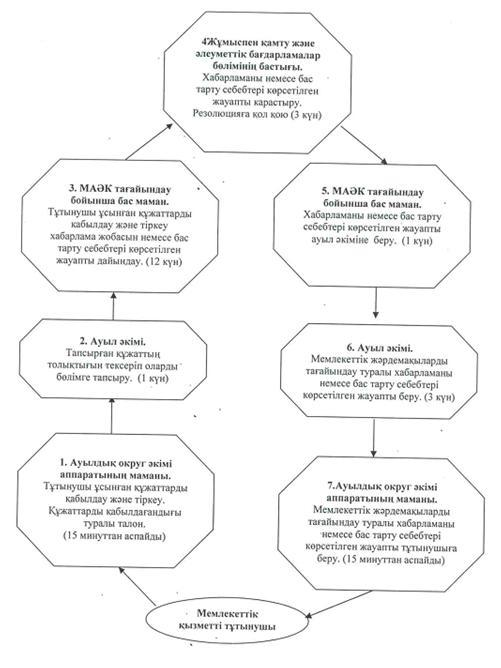 4Жұмыспен қамту және
әлеуметтік бағдарламалар
бөлімінің бастығы.
Хабарламаны немесе бас
тарту себебтері көрсетілген
жауапты карастыру.
Резолюцияға қол қою (3 күн)
3. МАӘК тағайындау
бойынша бас маман.
Тұтынушы ұсынған құжаттарды
қабылдау және тіркеу
хабарлама жобасын немесе бас
тарту себебтері көрсетілген
жауапты дайындау. (12 күн)
5. МАӘК тағайындау
бойынша бас маман.
Хабарламаны немесе бас тарту
себебтері көрсетілген жауапты
ауыл әкіміне беру. (1 күн)
2. Ауыл әкімі.
Тапсырған құжаттың
толықтығын тексеріп оларды
бөлімге тапсыру. (1 күн)
6. Ауыл әкімі.
Мемлекеттік жәрдемақыларды
тағайындау туралы хабарламаны
немесе бас тарту себебтері
көрсетілген жауапты беру. (3 күн)
1. Ауылдық округ әкімі
аппаратының маманы.
Тұтынушы ұсынған құжаттарды
қабылдау және тіркеу.
Құжаттарды қабылдағандығы
туралы талон.
(15 минуттан аспайды)
7.Ауылдық округ әкімі
аппаратының маманы.
Мемлекеттік жәрдемақыларды
тағайындау туралы хабарламаны
немесе бас тарту себебтері
көрсетілген жауапты тұтынушыға
беру. (15 минуттан аспайды)
Мемлекеттік
қызметті тұтынушы